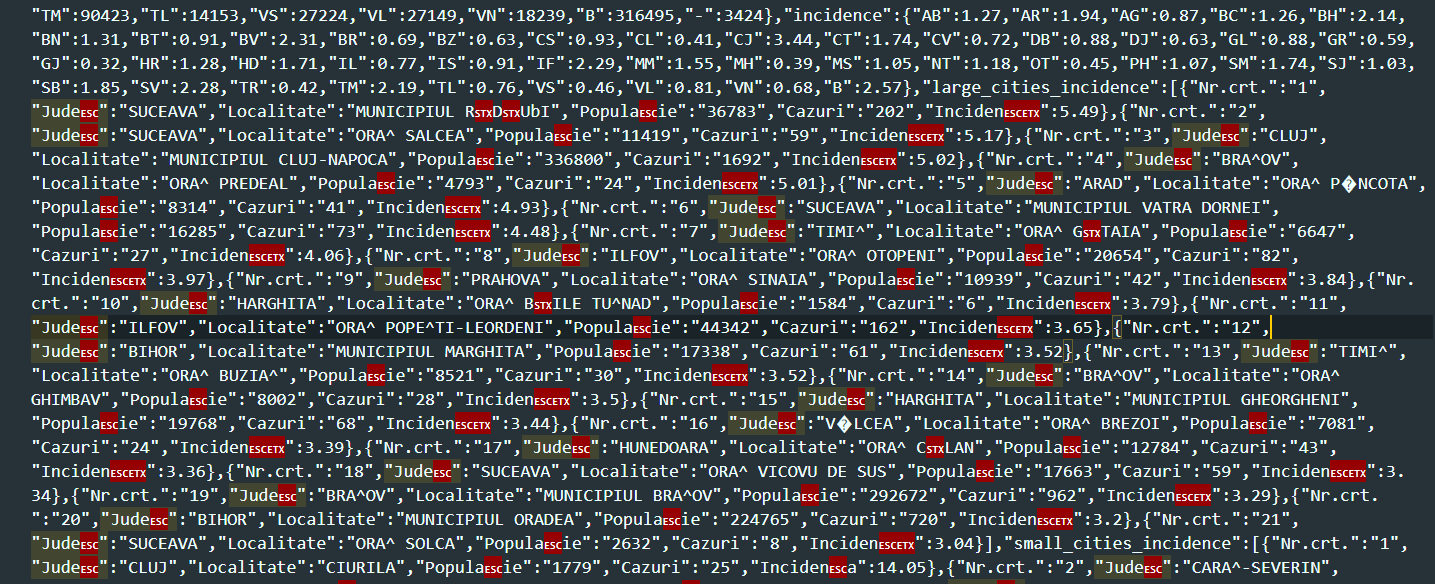 "TM":90423,"TL":14153,"VS":27224,"VL":27149,"VN":18239,"B":316495,"-":3424},"incidence":{"AB":1.27,"AR":1.94,"AG":0.87,"BC":1.26,"BH":2.14,
"BN":1.31,"BT":0.91,"BV":2.31,"BR":0.69,"BZ":0.63,"CS":0.93,"CL":0.41,"CJ":3.44,"CT":1.74,"CV":0.72,"DB":0.88,"DJ":0.63,"GL":0.88,"GR":0.59,
"GJ":0.32,"HR":1.28,"HD":1.71,"IL":0.77,"IS":0.91,"IF":2.29,"MM":1.55,"MH":0.39,"MS":1.05,"NT":1.18,"OT":0.45,"PH":1.07,"SM":1.74,"SJ":1.03,
"SB":1.85,"SV":2.28,"TR":0.42,"TM":2.19,"TL":0.76,"VS":0.46,"VL":0.81,"VN":0.68,"B":2.57},"large_cities_incidence":[{"Nr.crt.":"1",
"JudeESC":"SUCEAVA","Localitate":"MUNICIPIUL RSTXDSTXUbI","PopulaESCie":"36783","Cazuri":"202","IncidenESCETX":5.49},{"Nr.crt.":"2"
"JudeESC":"SUCEAVA","Localitate":"ORA^ SALCEA","PopulaESCie":"11419","Cazuri":"59","IncidenESCETX":5.17},{"Nr.crt.":"3","JudeESC":"CLUJ",
"Localitate":"MUNICIPIUL CLUJ-NAPOCA","PopulaESCie":"336800","Cazuri":"1692","IncidenESCETX":5.02},{"Nr.crt.":"4","JudeESC":"BRA^OV",
"Localitate":"ORA^ PREDEAL","PopulaESCie":"4793","Cazuri":"24","IncidenESCETX":5.01},{"Nr.crt.":"5","JudeESC":"ARAD","Localitate":"ORA^ P�NCOTA",
"PopulaESCie":"8314","Cazuri":"41","IncidenESCETX":4.93},{"Nr.crt.":"6","JudeESC":"SUCEAVA","Localitate":"MUNICIPIUL VATRA DORNEI",
"PopulaESCie":"16285","Cazuri":"73","IncidenESCETX":4.48},{"Nr.crt.":"7","JudeESC":"TIMI^","Localitate":"ORA^ GSTXTAIA","PopulaESCie":"6647",
"Cazuri":"27","IncidenESCETX":4.06},{"Nr.crt.":"8","JudeESC":"ILFOV","Localitate":"ORA^ OTOPENI","PopulaESCie":"20654","Cazuri":"82",
"IncidenESCETX":3.97},{"Nr.crt.":"9","JudeESC":"PRAHOVA","Localitate":"ORA^ SINAIA","PopulaESCie":"10939","Cazuri":"42","IncidenESCETX":3.84},{"Nr.
crt.":"10","JudeESC":"HARGHITA","Localitate":"ORA^ BSTXILE TU^NAD","PopulaESCie":"1584","Cazuri":"6","IncidenESCETX":3.79},{"Nr.crt.":"11",
"JudeESC":"ILFOV","Localitate":"ORA^ POPE^TI-LEORDENI","PopulaESCie":"44342","Cazuri":"162","IncidenESCETX":3.65},{"Nr.crt.":"12",
"JudeESC":"BIHOR","Localitate":"MUNICIPIUL MARGHITA","PopulaESCie":"17338","Cazuri":"61","IncidenESCETX":3.52},{"Nr.crt.":"13","JudeESC":"TIMI^",
"Localitate":"ORA^ BUZIA^","PopulaESCie":"8521","Cazuri":"30","IncidenESCETX":3.52},{"Nr.crt.":"14","JudeESC":"BRA^OV","Localitate":"ORA^
GHIMBAV","PopulaESCie":"8002","Cazuri":"28","IncidenESCETX":3.5},{"Nr.crt.":"15","JudeESC":"HARGHITA","Localitate":"MUNICIPIUL GHEORGHENI",
"PopulaESCie":"19768","Cazuri":"68","IncidenESCETX":3.44},{"Nr.crt.":"16","JudeESC":"V�LCEA","Localitate":"ORA^ BREZOI","PopulaESCie":"7081",
"Cazuri":"24","IncidenESCETX":3.39},{"Nr.crt.":"17","JudeESC":"HUNEDOARA","Localitate":"ORA^ CSTXLAN","PopulaESCie":"12784","Cazuri":"43",
"IncidenESCETX":3.36},{"Nr.crt.":"18","JudeESC":"SUCEAVA","Localitate":"ORA^ VICOVU DE SUS","PopulaESCie":"17663","Cazuri":"59","IncidenESCETX":3.
34},{"Nr.crt.":"19","JudeESC":"BRA^OV","Localitate":"MUNICIPIUL BRA^OV","PopulaESCie":"292672","Cazuri":"962","IncidenESCETX":3.29},{"Nr.crt.
":"20","JudeESC":"BIHOR","Localitate":"MUNICIPIUL ORADEA","PopulaESCie":"224765","Cazuri":"720","IncidenESCETX":3.2},{"Nr.crt.":"21",
"JudeESC":"SUCEAVA","Localitate":"ORA^ SOLCA","PopulaESCie":"2632","Cazuri":"8","IncidenESCETX":3.04}],"small_cities_incidence":[{"Nr.crt.":"1",
"JudeESC":"CLUJ","Localitate":"CIURILA","PopulaESCie":"1779","Cazuri":"25","IncidenESCa":14.05},{"Nr.crt.":"2","JudeESC":"CARA^-SEVERIN",